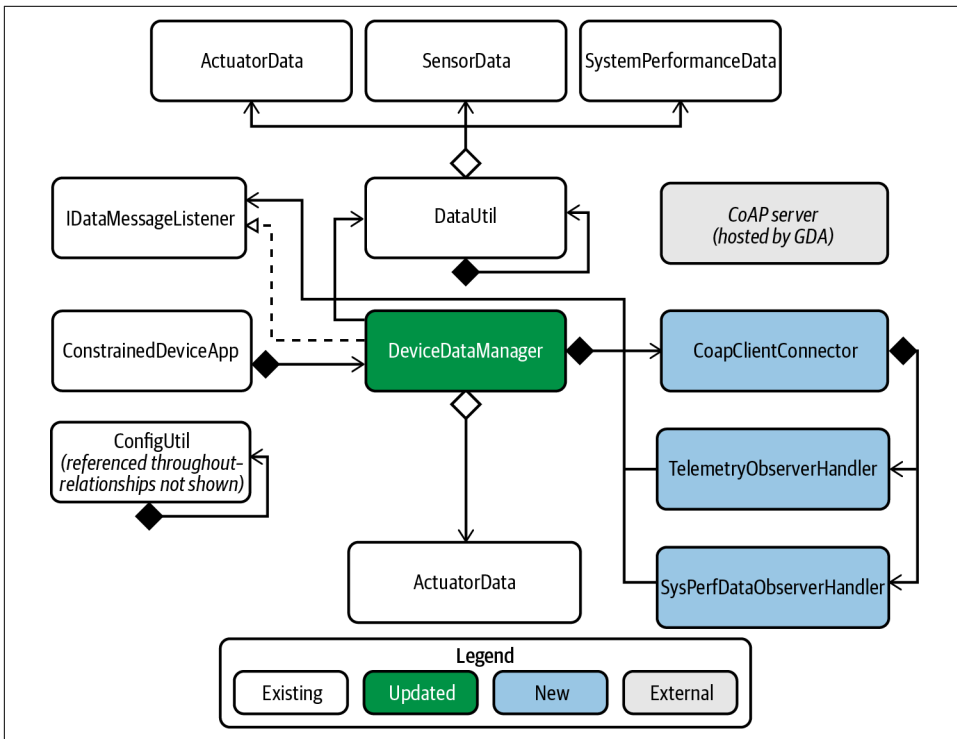 ActuatorData
SensorData
SystemPerformanceData
IDataMessageListener
DataUtil
CoAP server
(hosted by GDA)
ConstrainedDeviceApp
DeviceDataManager
CoapClientConnector
ConfigUtil
(referenced throughout–
relationships not shown)
TelemetryObserverHandler
ActuatorData
SysPerfDataObserverHandler
Legend
Existing
Updated
New
External